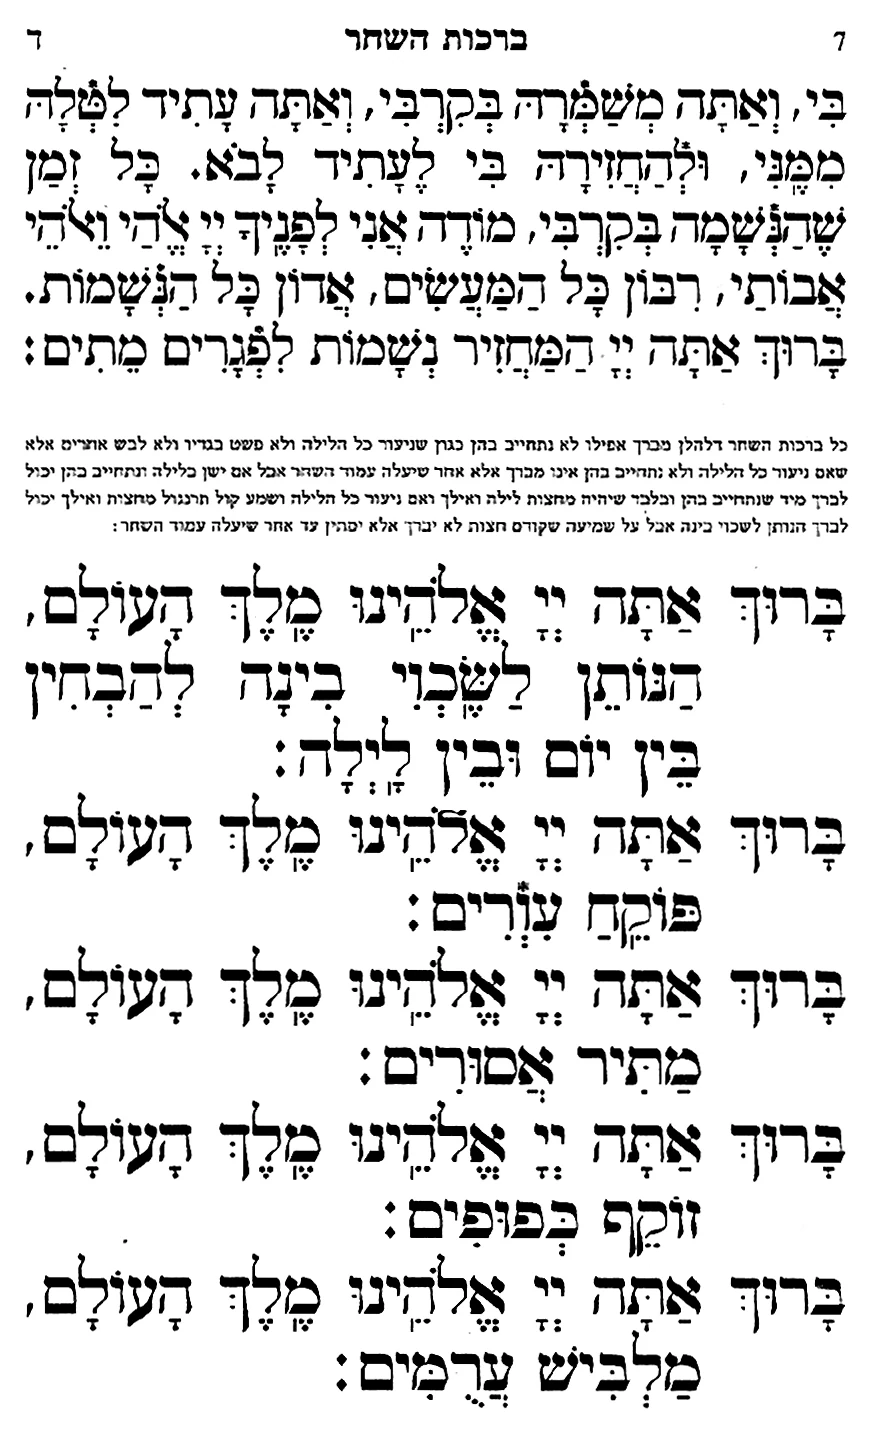 7 ברכות השחר ד
בִּי, וְאַתָּה מְשַׁמְּ֯רָהּ בְּקִרְבִּי, וְאַתָּה עָתִיד לִטְּ֯לָהּ
מִמֶּֽנִּי, וּלְ֯הַחֲזִירָהּ בִּי לֶעָתִיד לָבֹא. כָּל זְמַן
שֶׁהַנְּ֯שָׁמָה בְּקִרְבִּי, מוֹדֶה אֲנִי לְפָנֶֽיךָ יְיָ אֱלֹהַי וֵאלֹהֵי
אֲבוֹתַי, רִבּוֹן כָּל הַמַּעֲשִׂים, אֲדוֹן כָּל הַנְּ֯שָׁמוֹת.
בָּרוּךְ אַתָּה יְיָ הַמַּחֲזִיר נְשָׁמוֹת לִפְ֯גָרִים מֵתִים:
כל ברכות השחר דלהלן מברך אפילו לא נתחייב בהן כגון שניעור כל הלילה ולא פשט בגדיו ולא לבש אחרים אלא
שאם ניעור כל הלילה ולא נתחייב בהן אינו מברך אלא אחר שיעלה עמוד השחר אבל אם ישן בלילה ונתחייב בהן יכול
לברך מיד שנתחייב בהן ובלבד שיהיה מחצות לילה ואילך ואם ניעור כל הלילה ושמע קול תרנגול מחצות ואילך יכול
לברך הנותן לשכוי בינה אבל על שמיעה שקודם חצות לא יברך אלא ימתין עד אחר שיעלה עמוד השחר:
בָּרוּךְ אַתָּה יְיָ אֱלֹהֵֽינוּ מֶֽלֶךְ הָעוֹלָם,
הַנּוֹתֵן לַשֶּֽׂכְוִי בִינָה לְהַבְחִין
בֵּין יוֹם וּבֵין לָֽיְלָה:
בָּרוּךְ אַתָּה יְיָ אֱלֹהֵֽינוּ מֶֽלֶךְ הָעוֹלָם,
פּוֹקֵֽחַ עִוְ֯רִים:
בָּרוּךְ אַתָּה יְיָ אֱלֹהֵֽינוּ מֶֽלֶךְ הָעוֹלָם,
מַתִּיר אֲסוּרִים:
בָּרוּךְ אַתָּה יְיָ אֱלֹהֵֽינוּ מֶֽלֶךְ הָעוֹלָם,
זוֹקֵף כְּפוּפִים:
בָּרוּךְ אַתָּה יְיָ אֱלֹהֵֽינוּ מֶֽלֶךְ הָעוֹלָם,
מַלְבִּישׁ עֲרֻמִּים: